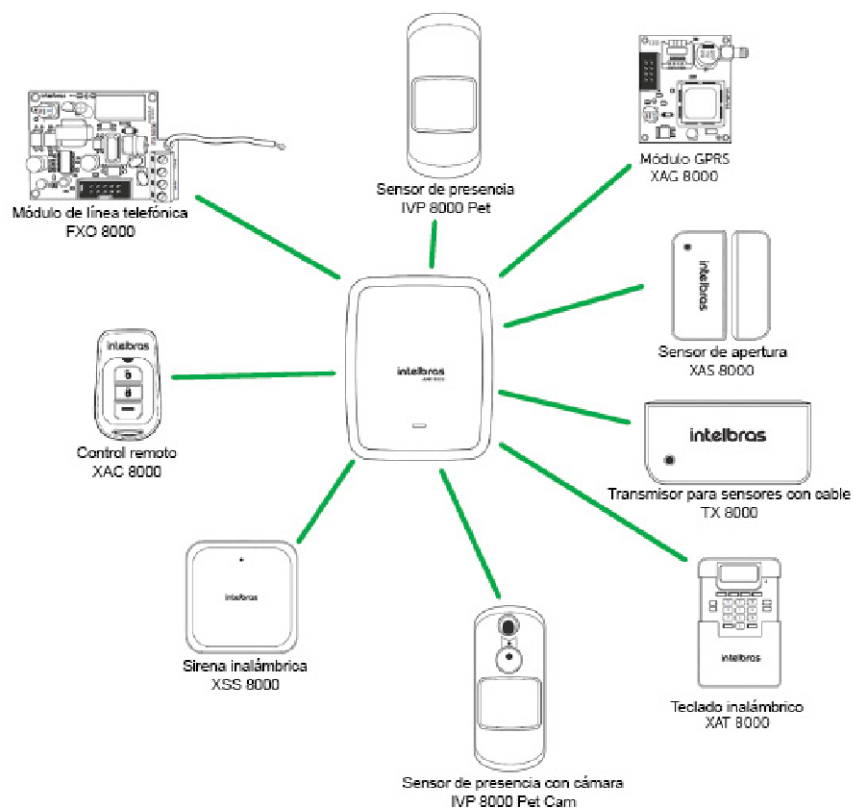 intelbras
Módulo de línea telefónica
FXO 8000
Sensor de presencia
IVP 8000 Pet
Módulo GPRS
XAG 8000
intelbras
Sensor de apertura
XAS 8000
intelbras
intelbras
Control remoto
XAC 8000
intelbras
Transmisor para sensores con cable
TX 8000
intelbras
Sirena inalámbrica
XSS 8000
intelbras
Teclado inalámbrico
XAT 8000
Sensor de presencia con cámara
IVP 8000 Pet Cam